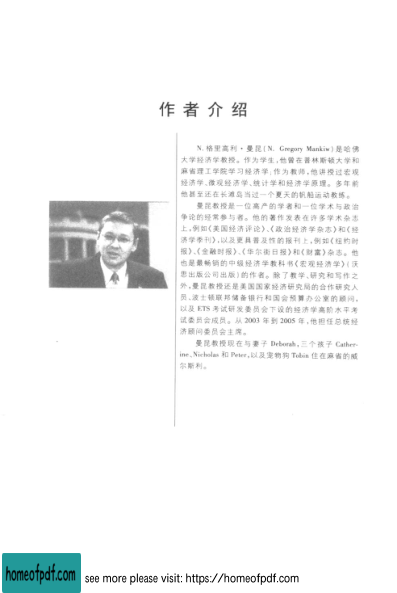 作者介绍
N. 格里高利·曼昆(N. Gregory Mankiw)是哈佛
大学经济学教授。作为学生,他曾在普林斯顿大学和
麻省理工学院学习经济学,作为教师,他讲授过宏观
经济学、微观经济学、统计学和经济学原理。多年前
他甚至还在长滩岛当过一个夏天的帆船运动教练。
曼昆教授是一位高产的学者和一位学术与政治
争论的经常参与者。他的著作发表在许多学术杂志
上,例如《美国经济评论》、《政治经济学杂志》和《经
济学季刊》,以及更具普及性的报刊上,例如《纽约时
报》、《金融时报》、《华尔街日报》和《财富》杂志。他
也是最畅销的中级经济学教科书《宏观经济学》(沃
思出版公司出版)的作者。除了教学、研究和写作之
外,曼昆教授还是美国国家经济研究局的合作研究人
员,波士顿联邦储备银行和国会预算办公室的顾问,
以及 ETS 考试研发委员会下设的经济学高阶水平考
试委员会成员。从 2003 年到 2005 年,他担任总统经
济顾问委员会主席。
曼昆教授现在与妻子 Deborah,三个孩子 Cather-
ine, Nicholas 和 Peter,以及宠物狗 Tobin 住在麻省的威
尔斯利。
homeofpdf.com
see more please visit: https://homeofpdf.com